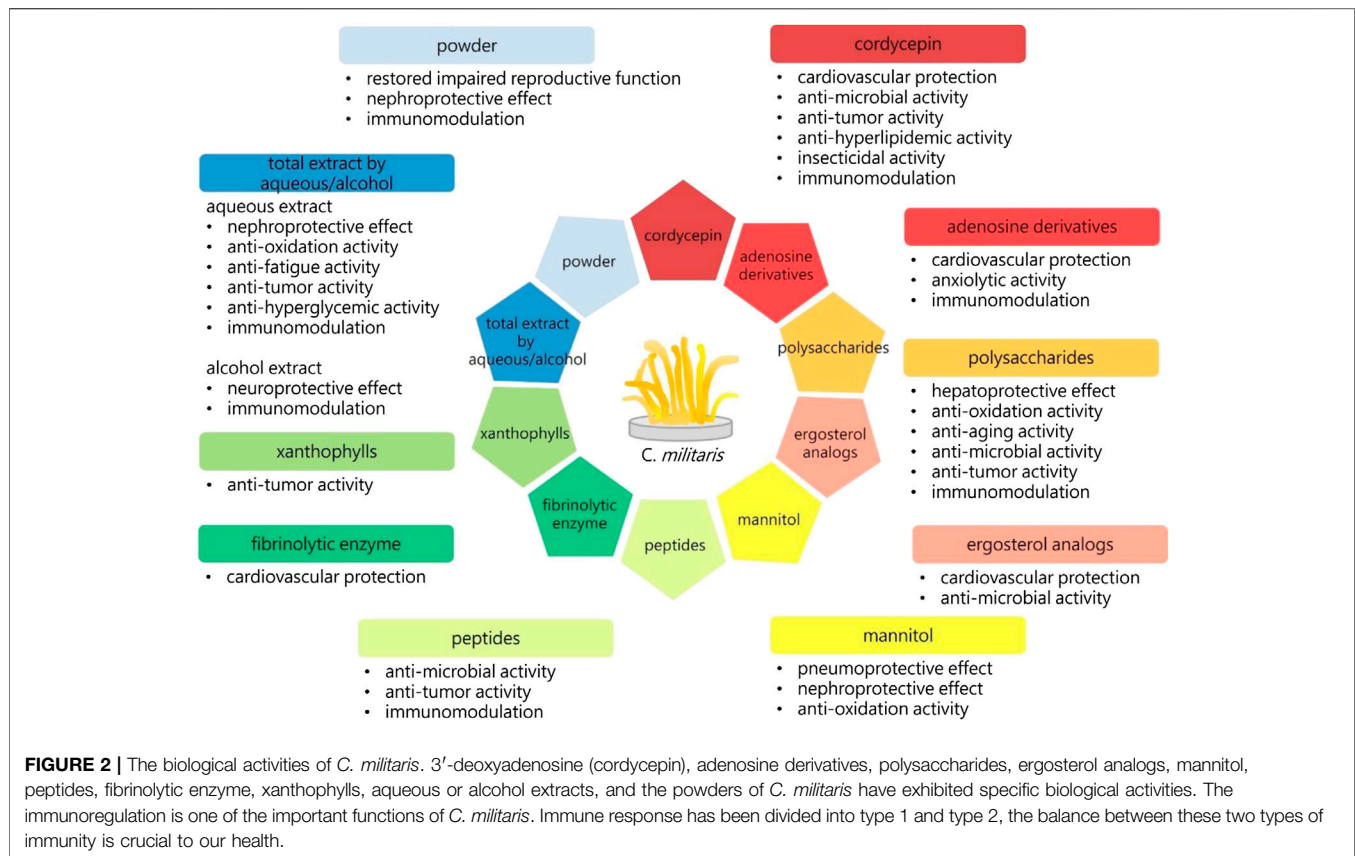 powder
• restored impaired reproductive function
• nephroprotective effect
• immunomodulation
cordycepin
• cardiovascular protection
• anti-microbial activity
• anti-tumor activity
• anti-hyperlipidemic activity
• insecticidal activity
• immunomodulation
total extract by
aqueous/alcohol
aqueous extract
• nephroprotective effect
• anti-oxidation activity
• anti-fatigue activity
• anti-tumor activity
• anti-hyperglycemic activity
• immunomodulation
alcohol extract
• neuroprotective effect
• immunomodulation
adenosine derivatives
• cardiovascular protection
• anxiolytic activity
• immunomodulation
polysaccharides
• hepatoprotective effect
• anti-oxidation activity
• anti-aging activity
• anti-microbial activity
• anti-tumor activity
• immunomodulation
xanthophylls
• anti-tumor activity
fibrinolytic enzyme
• cardiovascular protection
ergosterol analogs
• cardiovascular protection
• anti-microbial activity
peptides
• anti-microbial activity
• anti-tumor activity
• immunomodulation
mannitol
• pneumoprotective effect
• nephroprotective effect
• anti-oxidation activity
cordycepin
adenosine
derivatives
polysaccharides
ergosterol
analogs
mannitol
peptides
fibrinolytic
enzyme
xanthophylls
total extract
by
aqueous/alcohol
powder
C. militaris
FIGURE 2 | The biological activities of C. militaris. 3′-deoxyadenosine (cordycepin), adenosine derivatives, polysaccharides, ergosterol analogs, mannitol,
peptides, fibrinolytic enzyme, xanthophylls, aqueous or alcohol extracts, and the powders of C. militaris have exhibited specific biological activities. The
immunoregulation is one of the important functions of C. militaris. Immune response has been divided into type 1 and type 2, the balance between these two types of
immunity is crucial to our health.